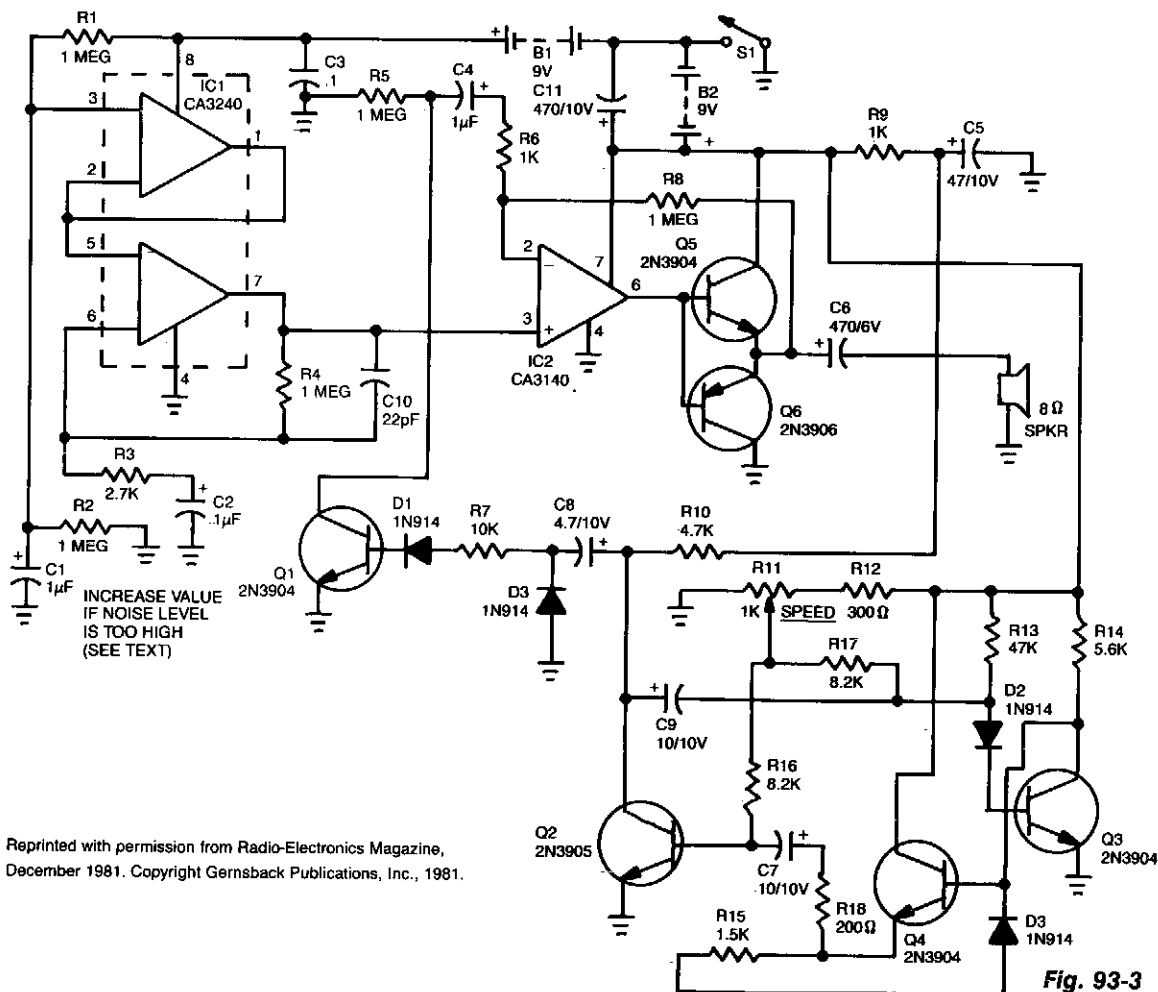 R1
1 MEG
8
IC1
CA3240
3
1
2
5
7
6
4
R4
1 MEG
C10
22pF
R3
2.7K
C2
.1µF
R2
1 MEG
C1
1µF
INCREASE VALUE
IF NOISE LEVEL
IS TOO HIGH
(SEE TEXT)
C3
.1
R5
1 MEG
C4
1µF
+
R6
1K
+
B1
9V
C11
470/10V
+
S1
B2
9V
+
R9
1K
C5
+
47/10V
R8
1 MEG
2
−
7
6
3
+
4
IC2
CA3140
Q5
2N3904
Q6
2N3906
C6
470/6V
+
8 Ω
SPKR
Q1
2N3904
D1
1N914
R7
10K
C8
4.7/10V
+
D3
1N914
R10
4.7K
R11
1K
SPEED
R12
300Ω
R17
8.2K
R13
47K
R14
5.6K
D2
1N914
+
C9
10/10V
R16
8.2K
Q2
2N3905
C7
10/10V
+
R18
200Ω
R15
1.5K
Q4
2N3904
Q3
2N3904
D3
1N914
Reprinted with permission from Radio-Electronics Magazine,
December 1981. Copyright Gernsback Publications, Inc., 1981.
Fig. 93-3